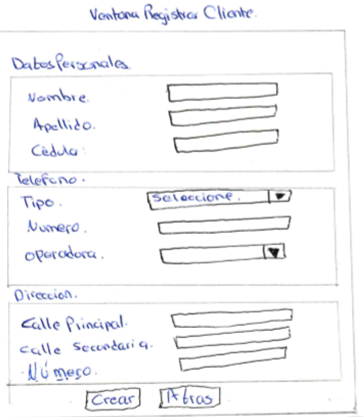 Ventana Registrar Cliente.
Datos Personales
Nombre.
Apellido.
Cédula:
Telefono.
Tipo. Seleccione.
Numero.
operadora.
Direccion.
Calle Principal.
calle Secundaria.
Número.
Crear Atras